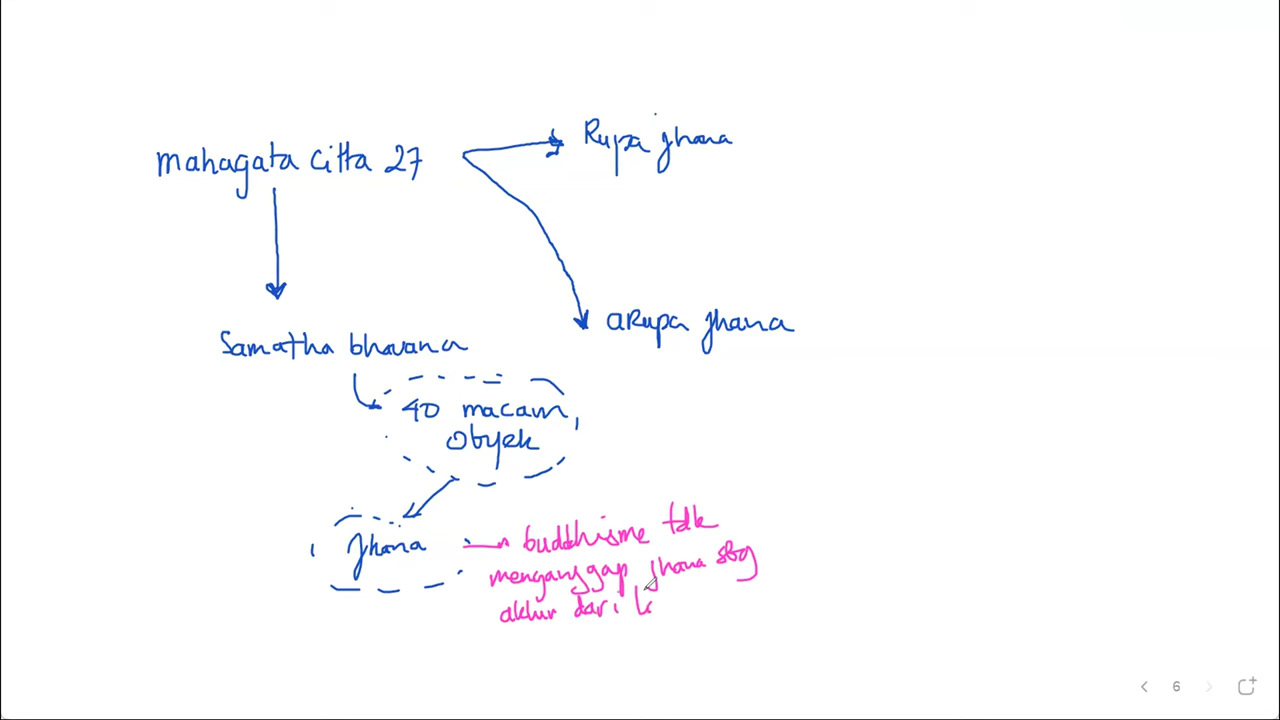 mahagata citta 27
Rupa jhana
arupa jhana
Samatha bhavana
40 macam
Obyek
Jhana
buddhisme tdk
menganggap jhana sbg
akhir dari k
6